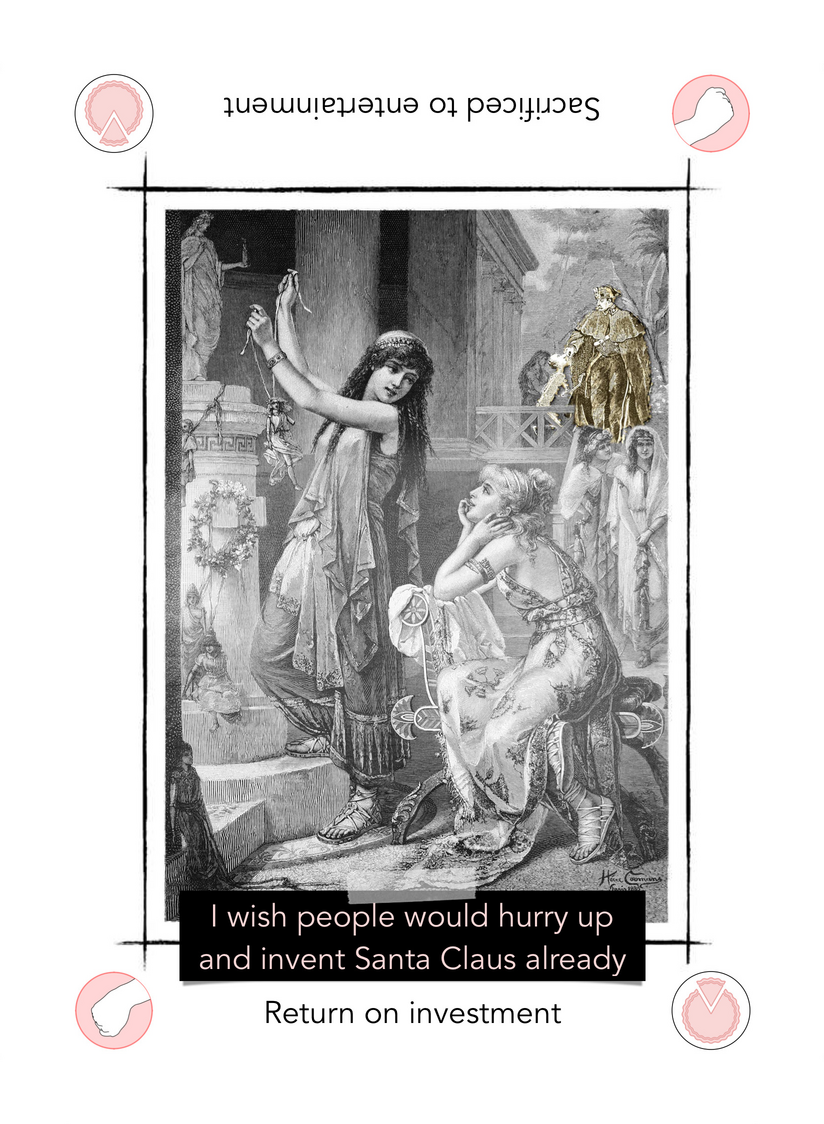 Sacrificed to entertainment
I wish people would hurry up
and invent Santa Claus already
Return on investment